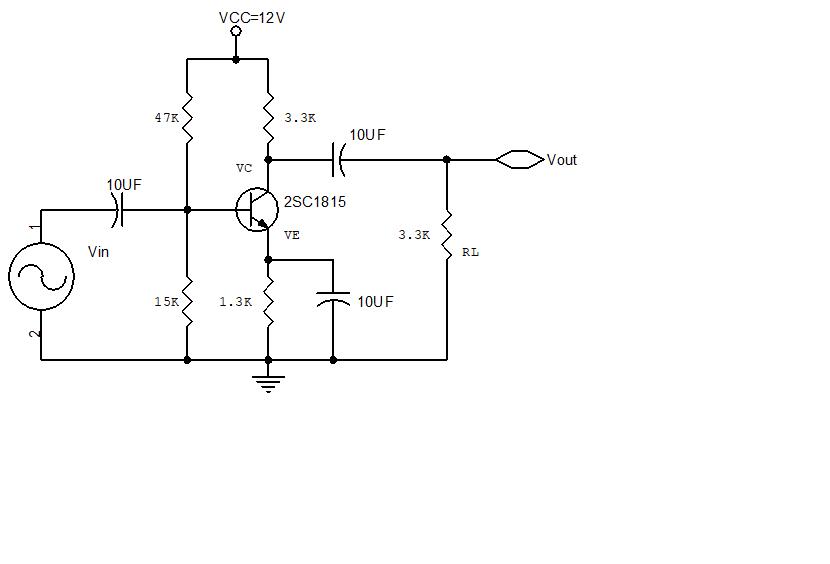 VCC=12V
47K
3.3K
10UF
VC
Vout
10UF
2SC1815
1
VE
3.3K
Vin
RL
15K
1.3K
10UF
2